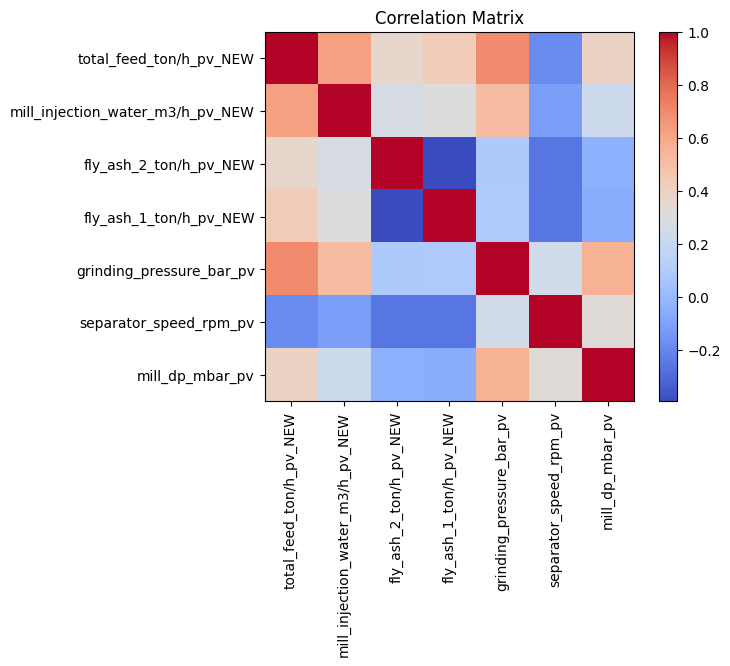 Correlation Matrix
total_feed_ton/h_pv_NEW
mill_injection_water_m3/h_pv_NEW
fly_ash_2_ton/h_pv_NEW
fly_ash_1_ton/h_pv_NEW
grinding_pressure_bar_pv
separator_speed_rpm_pv
mill_dp_mbar_pv
total_feed_ton/h_pv_NEW
mill_injection_water_m3/h_pv_NEW
fly_ash_2_ton/h_pv_NEW
fly_ash_1_ton/h_pv_NEW
grinding_pressure_bar_pv
separator_speed_rpm_pv
mill_dp_mbar_pv
1.0
0.8
0.6
0.4
0.2
0.0
−0.2